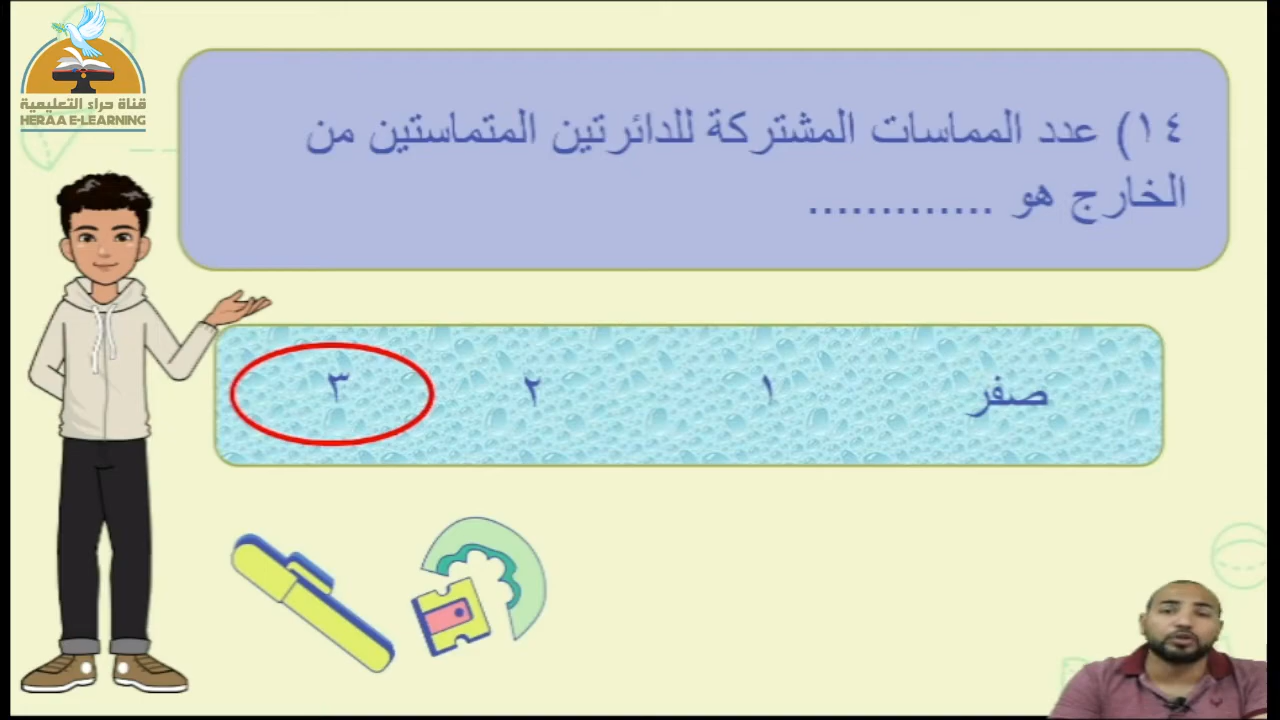 قناة حراء التعليمية
HERAA E-LEARNING
١٤) عدد المماسات المشتركة للدائرتين المتماستين من
الخارج هو .............
صفر ١ ٢ ٣